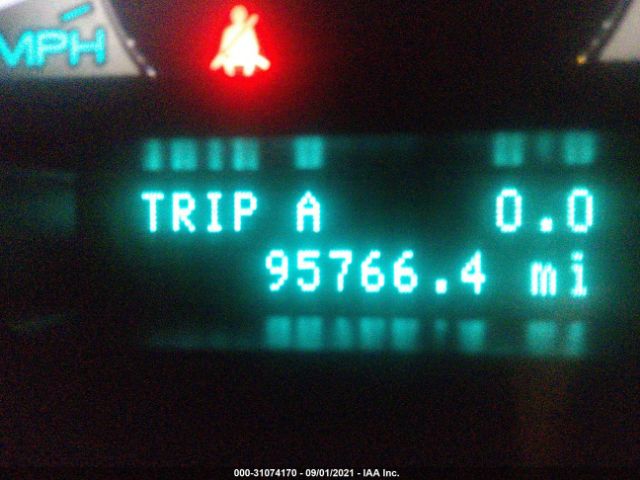 MPH
TRIP A 0.0
95766.4 mi
000-31074170 - 09/01/2021 - IAA Inc.